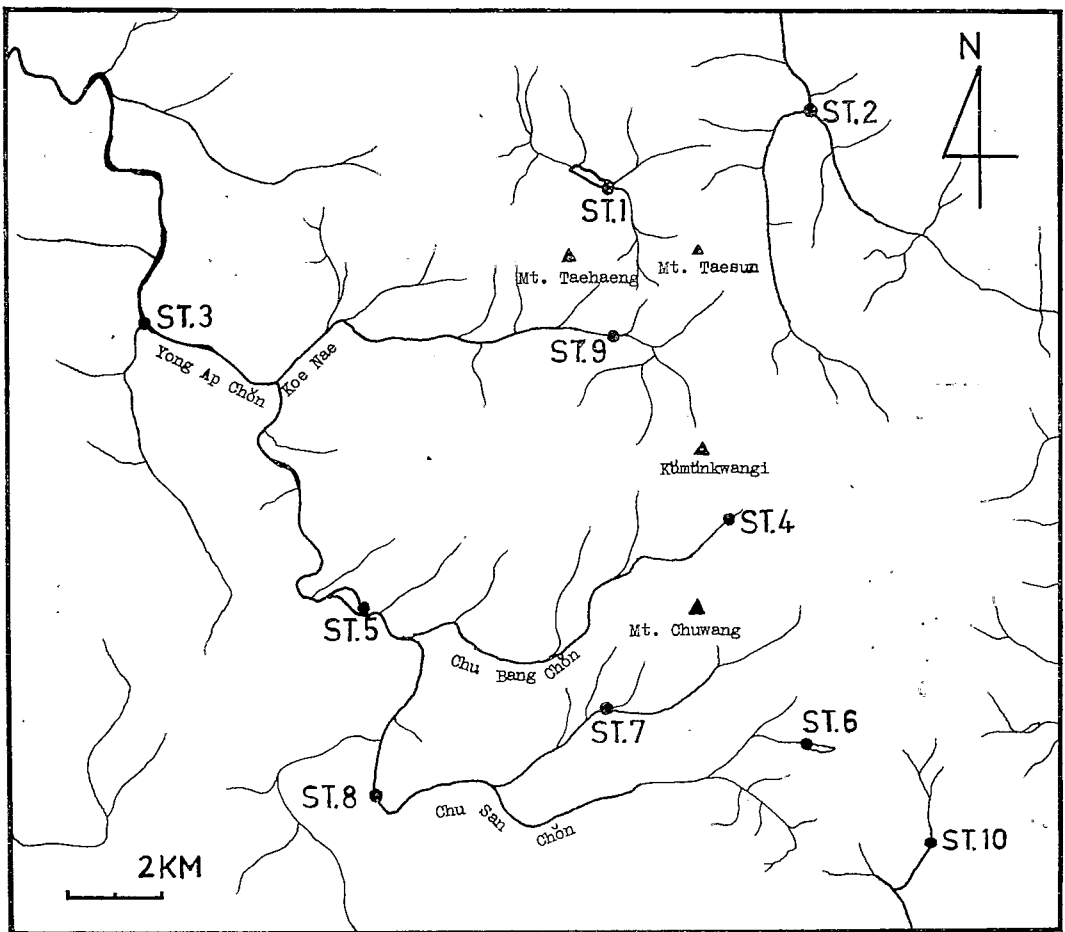 N
ST.2
ST.1
Mt. Taehaeng
Mt. Taesun
ST.3
ST.9
Yong Ap Chŏn
Koe Nae
Kŭmŭnkwangi
ST.4
ST.5
Mt. Chuwang
Chu Bang Chŏn
ST.7
ST.6
ST.8
Chu San Chŏn
ST.10
2KM